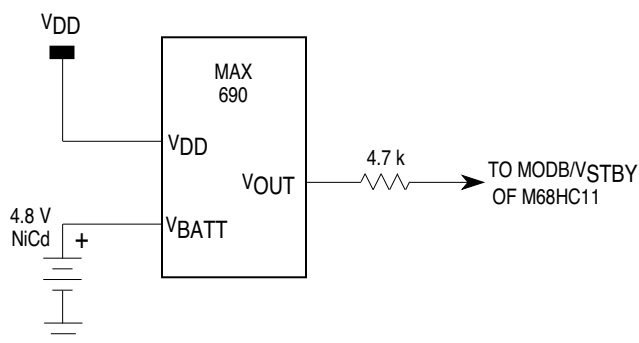 VDD
MAX
690
VDD
4.7 k
VOUT
TO MODB/VSTBY
OF M68HC11
4.8 V
NiCd
+
VBATT